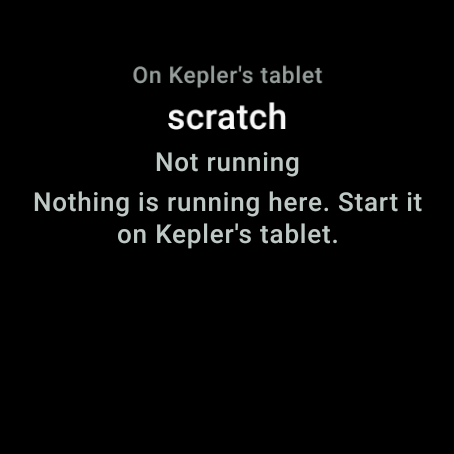 On Kepler's tablet
scratch
Not running
Nothing is running here. Start it
on Kepler's tablet.